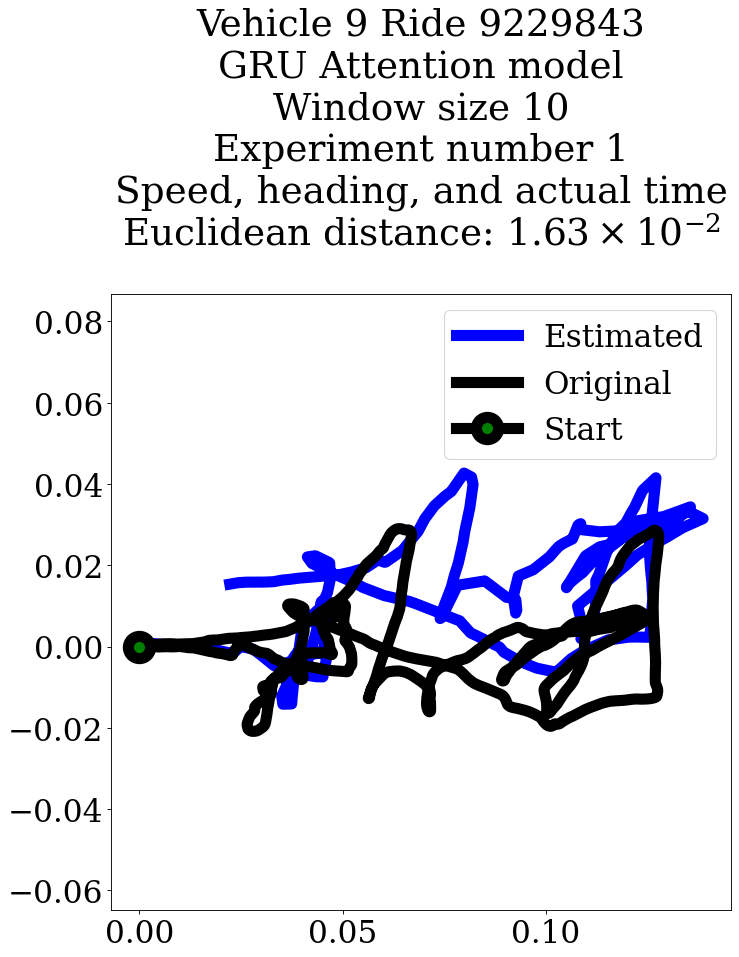 Vehicle 9 Ride 9229843
GRU Attention model
Window size 10
Experiment number 1
Speed, heading, and actual time
Euclidean distance: 1.63 × 10⁻²
Estimated
Original
Start
0.08
0.06
0.04
0.02
0.00
−0.02
−0.04
−0.06
0.00 0.05 0.10